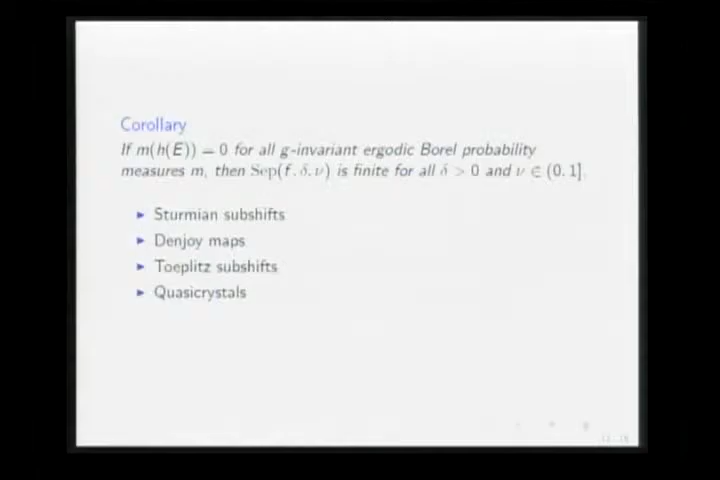 Corollary
If m(h(E)) = 0 for all g-invariant ergodic Borel probability
measures m, then Sep(f, δ, ν) is finite for all δ > 0 and ν ∈ (0, 1].
▶ Sturmian subshifts
▶ Denjoy maps
▶ Toeplitz subshifts
▶ Quasicrystals